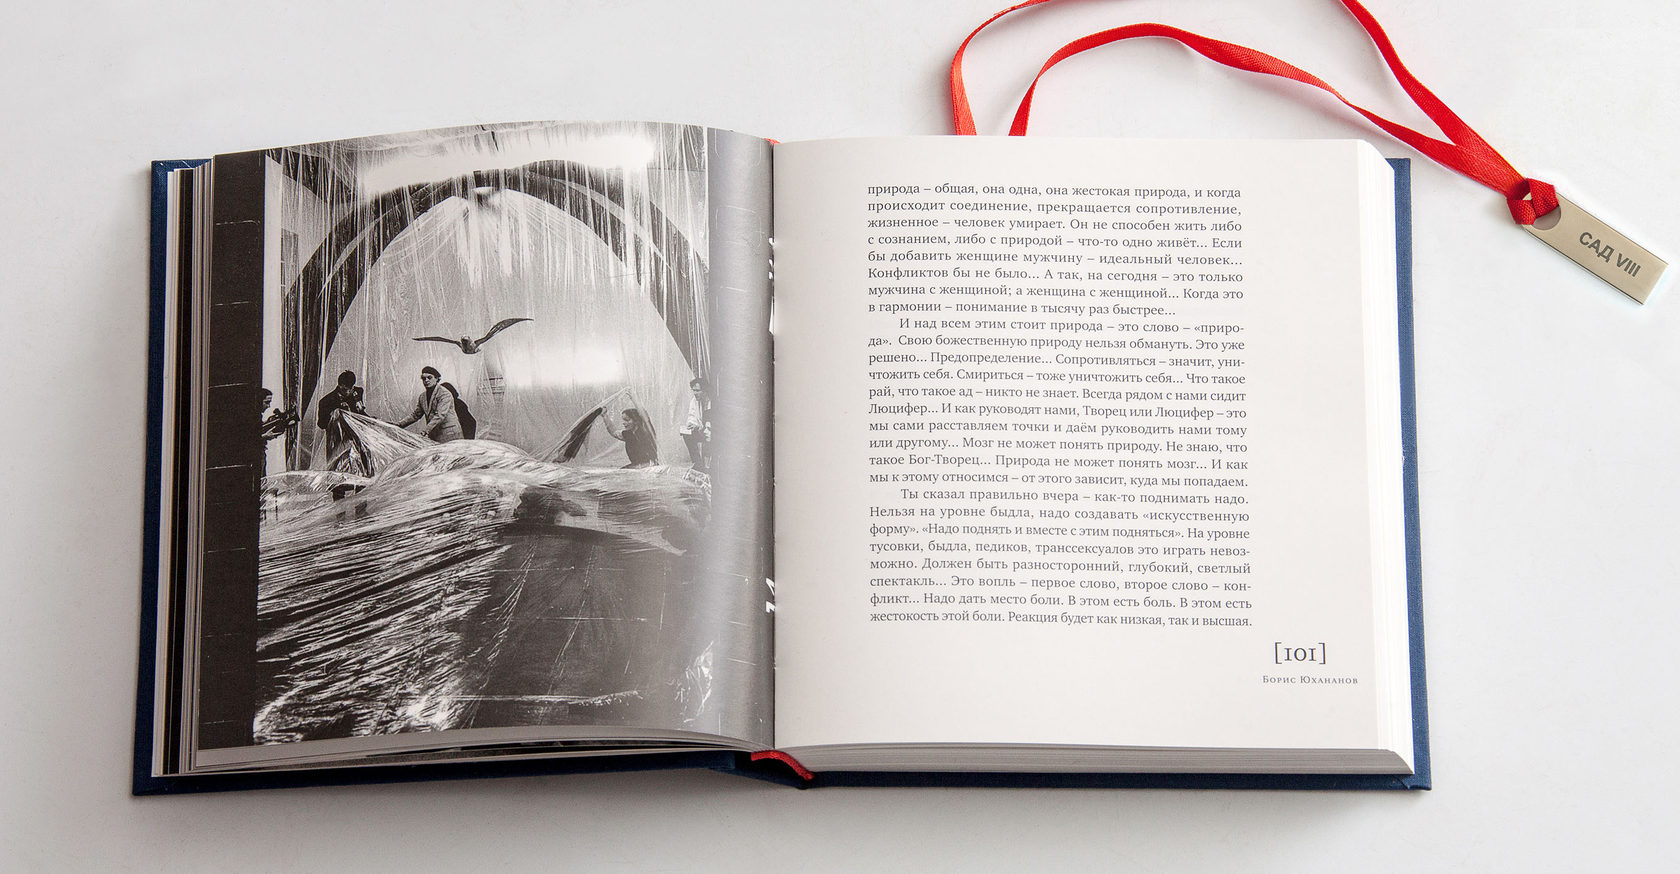 природа – общая, она одна, она жестокая природа, и когда
происходит соединение, прекращается сопротивление,
жизненное – человек умирает. Он не способен жить либо
с сознанием, либо с природой – что-то одно живёт... Если
бы добавить женщине мужчину – идеальный человек...
Конфликтов бы не было... А так, на сегодня – это только
мужчина с женщиной; а женщина с женщиной... Когда это
в гармонии – понимание в тысячу раз быстрее...
И над всем этим стоит природа – это слово – «приро-
да». Свою божественную природу нельзя обмануть. Это уже
решено... Предопределение... Сопротивляться – значит, уни-
чтожить себя. Смириться – тоже уничтожить себя... Что такое
рай, что такое ад – никто не знает. Всегда рядом с нами сидит
Люцифер... И как руководят нами, Творец или Люцифер – это
мы сами расставляем точки и даём руководить нами тому
или другому... Мозг не может понять природу. Не знаю, что
такое Бог-Творец... Природа не может понять мозг... И как
мы к этому относимся – от этого зависит, куда мы попадаем.
Ты сказал правильно вчера – как-то поднимать надо.
Нельзя на уровне быдла, надо создавать «искусственную
форму». «Надо поднять и вместе с этим подняться». На уровне
тусовки, быдла, педиков, транссексуалов это играть невоз-
можно. Должен быть разносторонний, глубокий, светлый
спектакль... Это вопль – первое слово, второе слово – кон-
фликт... Надо дать место боли. В этом есть боль. В этом есть
жестокость этой боли. Реакция будет как низкая, так и высшая.
[101]
Борис Юхананов
САД VIII